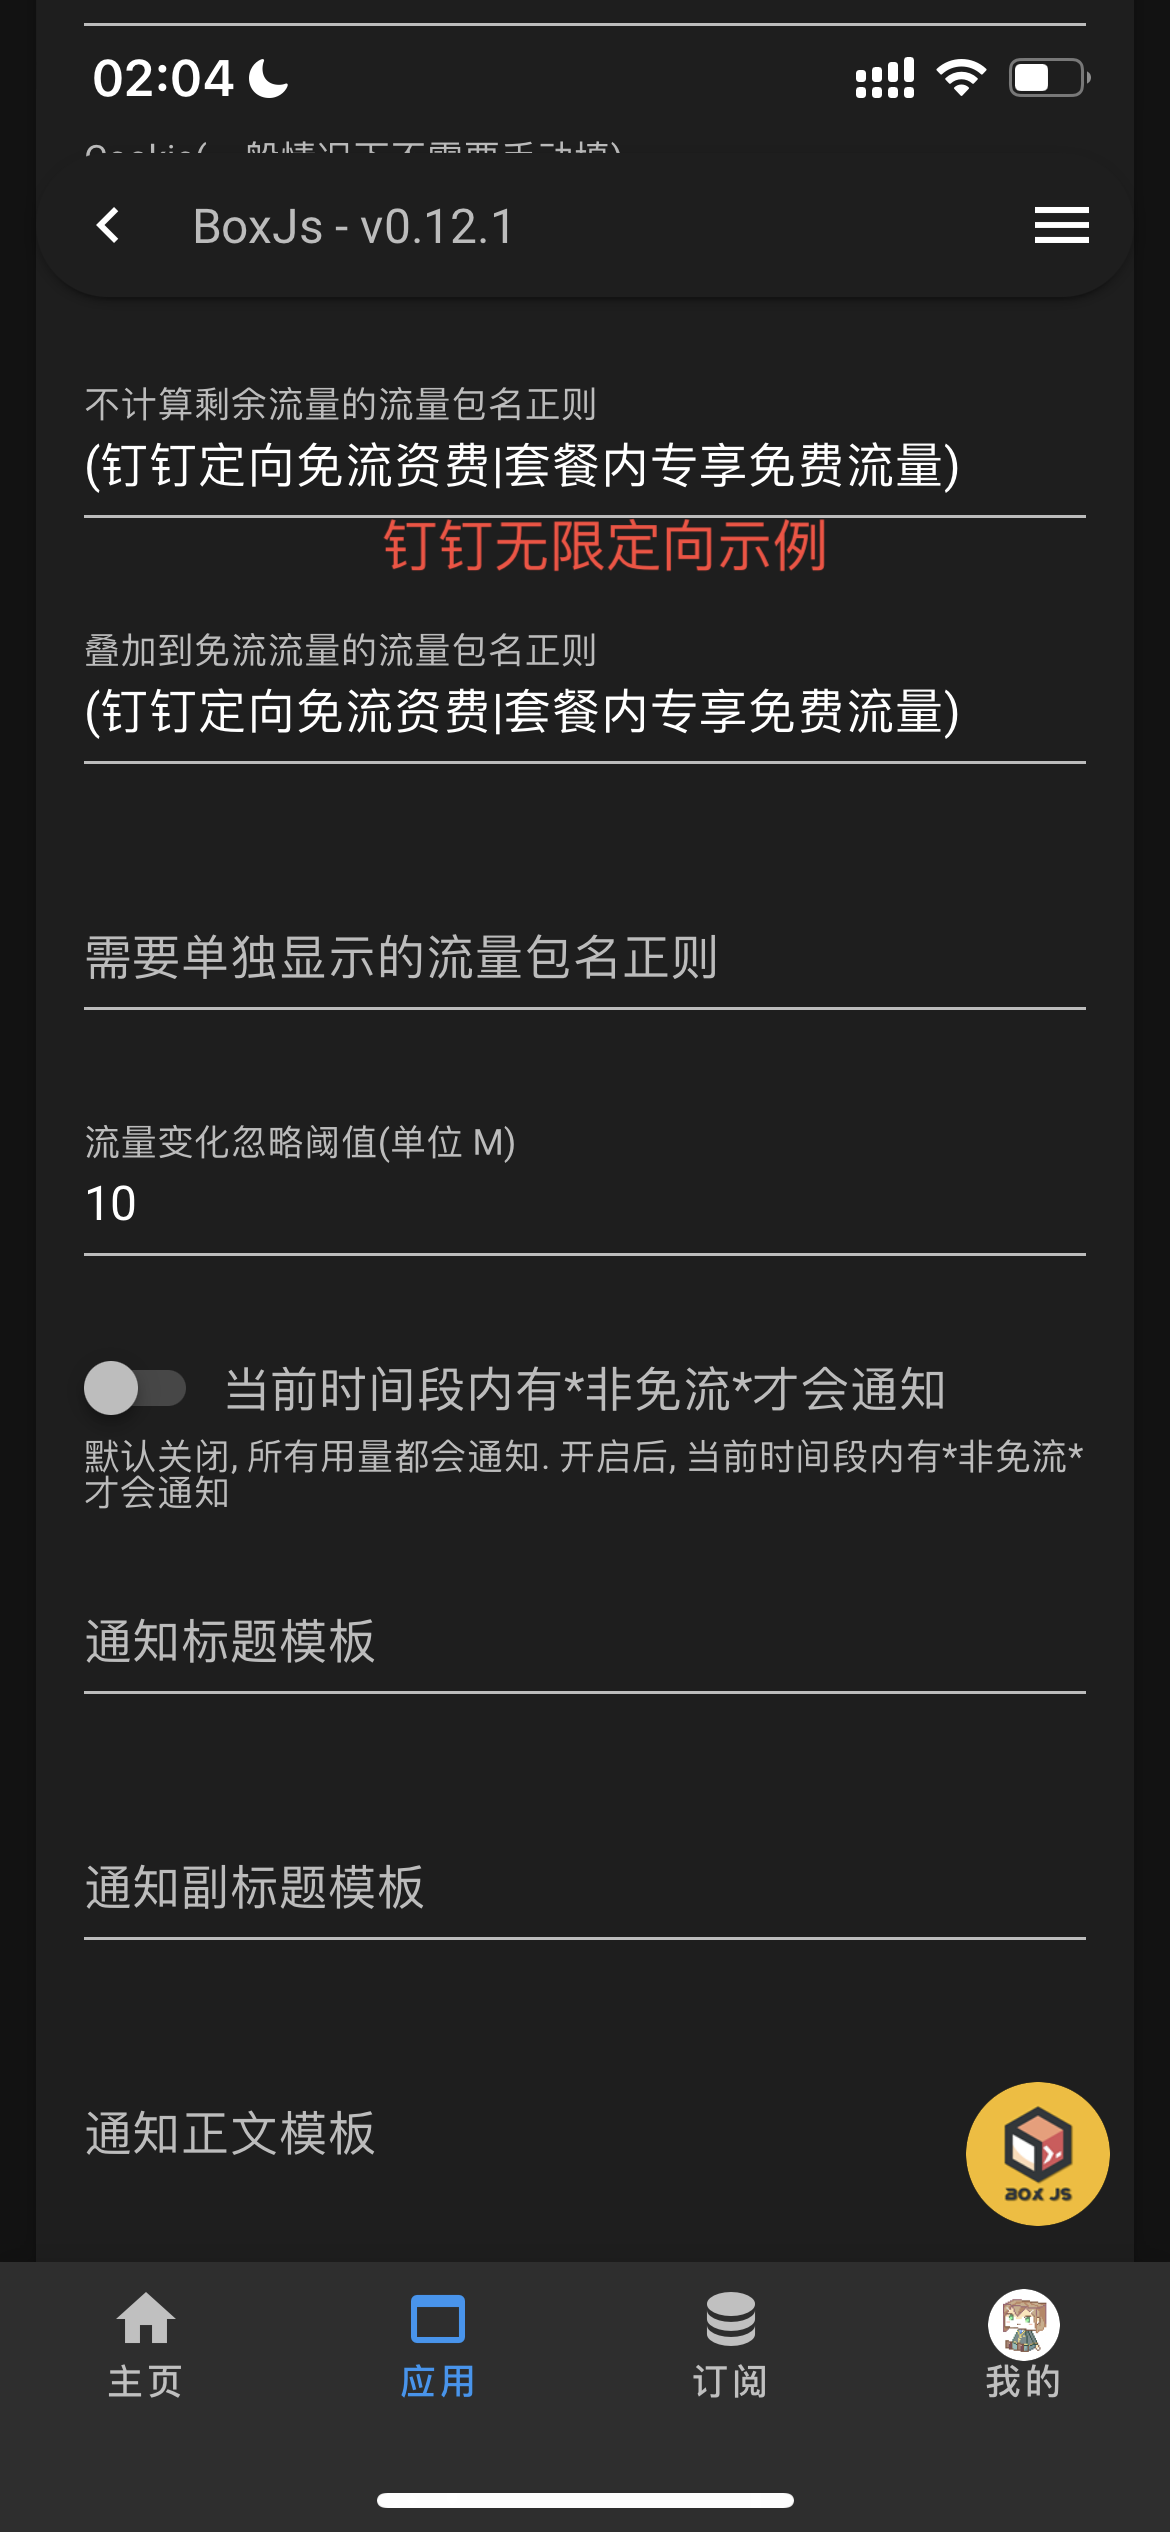 02:04
BoxJs - v0.12.1
不计算剩余流量的流量包名正则
(钉钉定向免流资费|套餐内专享免费流量)
钉钉无限定向示例
叠加到免流流量的流量包名正则
(钉钉定向免流资费|套餐内专享免费流量)
需要单独显示的流量包名正则
流量变化忽略阈值(单位 M)
10
当前时间段内有*非免流*才会通知
默认关闭, 所有用量都会通知. 开启后, 当前时间段内有*非免流*
才会通知
通知标题模板
通知副标题模板
通知正文模板
BOX JS
主页
应用
订阅
我的